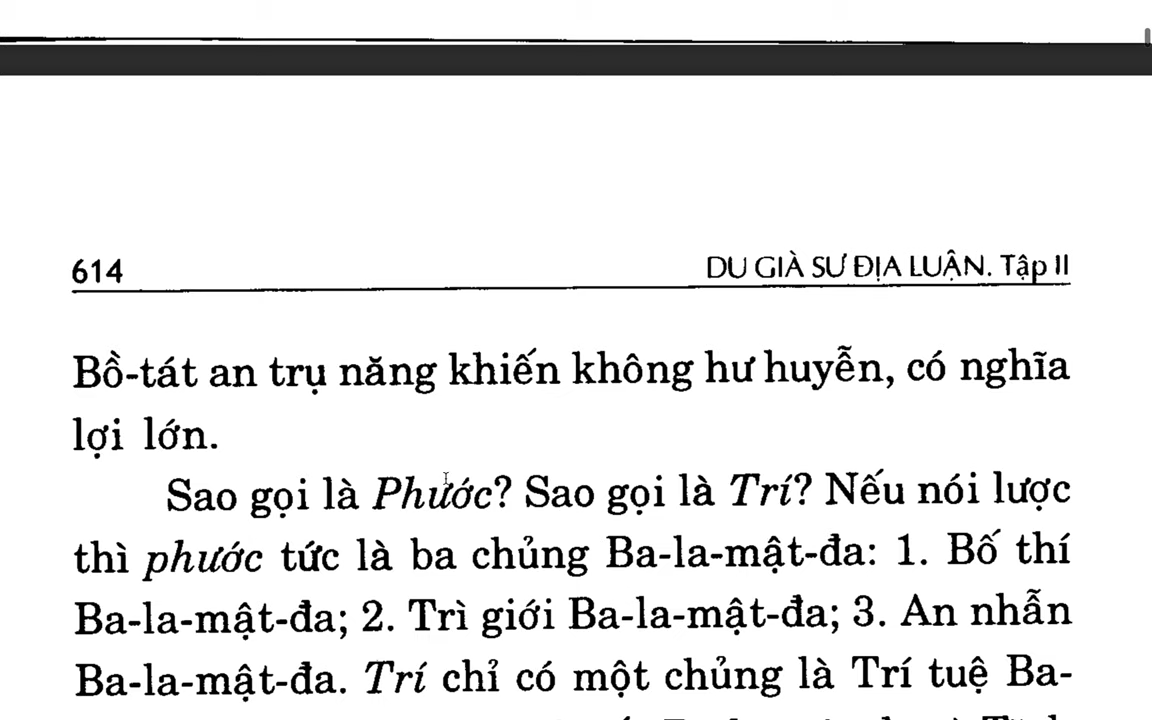 614 DU GIÀ SƯ ĐỊA LUẬN. Tập II
Bồ-tát an trụ năng khiến không hư huyễn, có nghĩa
lợi lớn.
Sao gọi là Phước? Sao gọi là Trí? Nếu nói lược
thì phước tức là ba chủng Ba-la-mật-đa: 1. Bố thí
Ba-la-mật-đa; 2. Trì giới Ba-la-mật-đa; 3. An nhẫn
Ba-la-mật-đa. Trí chỉ có một chủng là Trí tuệ Ba-